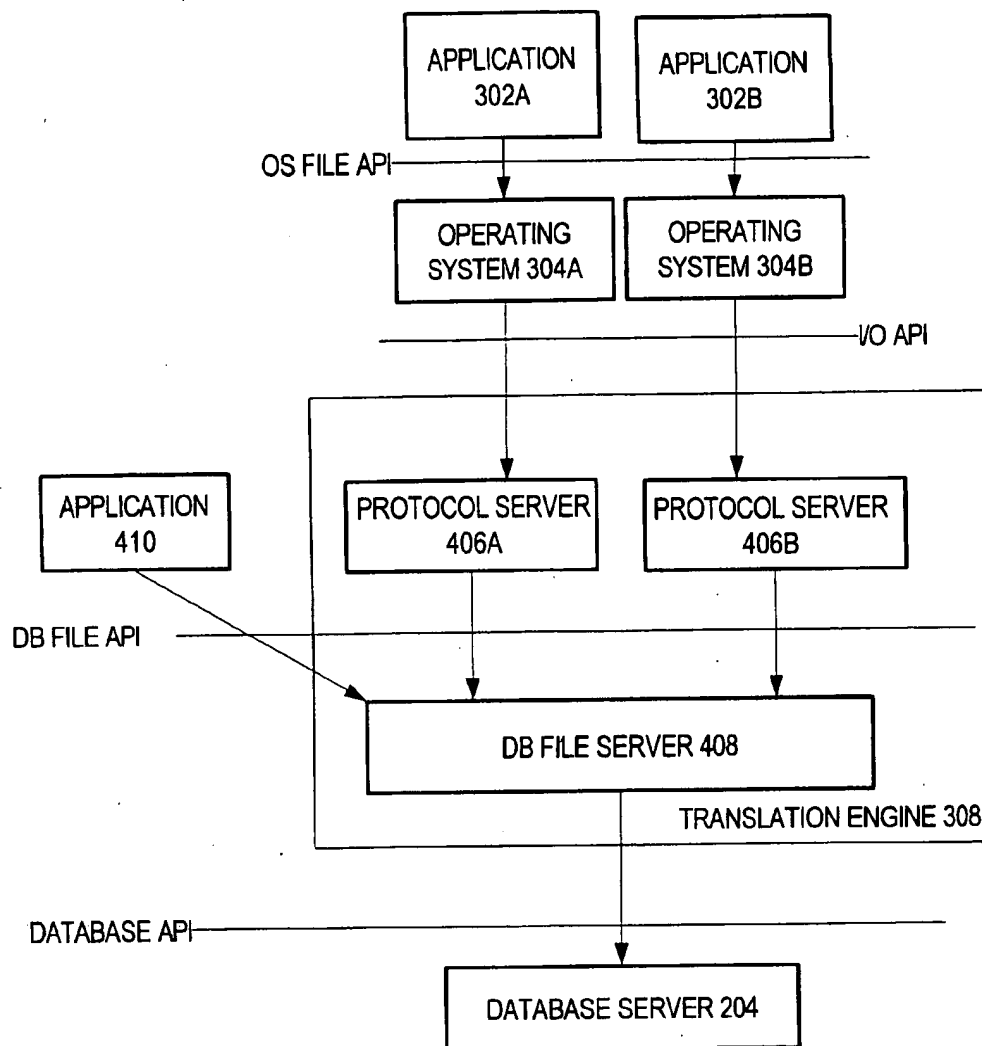 APPLICATION
302A
APPLICATION
302B
OS FILE API
OPERATING
SYSTEM 304A
OPERATING
SYSTEM 304B
I/O API
APPLICATION
410
PROTOCOL SERVER
406A
PROTOCOL SERVER
406B
DB FILE API
DB FILE SERVER 408
TRANSLATION ENGINE 308
DATABASE API
DATABASE SERVER 204